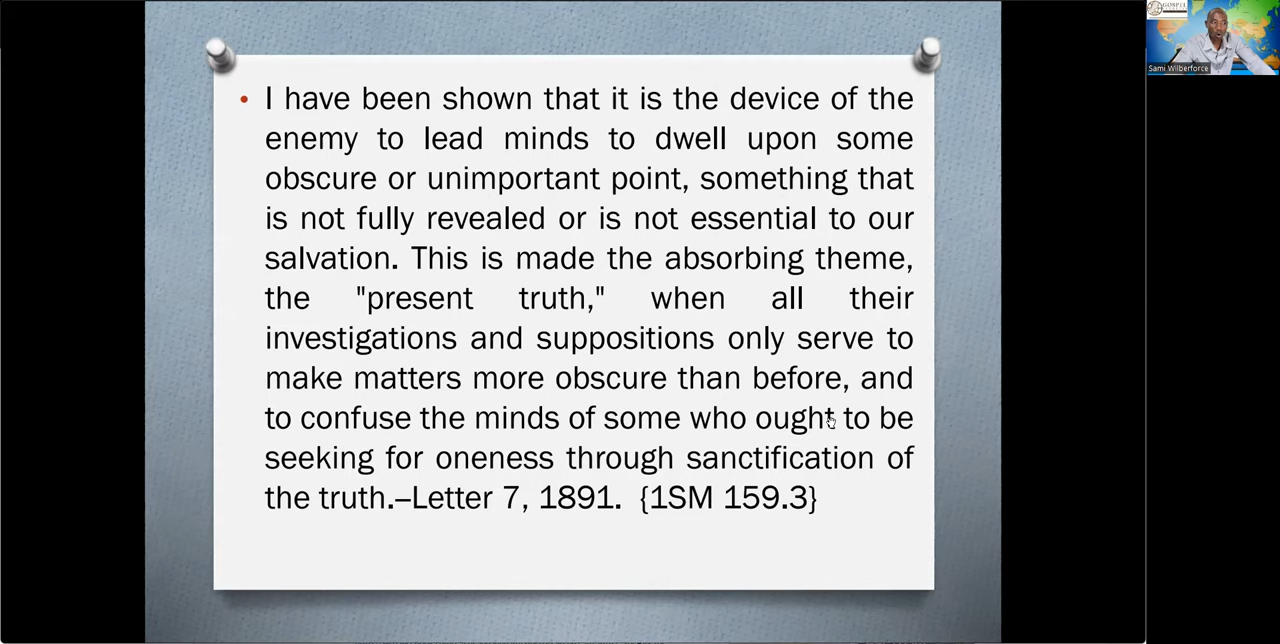 • I have been shown that it is the device of the
enemy to lead minds to dwell upon some
obscure or unimportant point, something that
is not fully revealed or is not essential to our
salvation. This is made the absorbing theme,
the "present truth," when all their
investigations and suppositions only serve to
make matters more obscure than before, and
to confuse the minds of some who ought to be
seeking for oneness through sanctification of
the truth.–Letter 7, 1891. {1SM 159.3}
GOSPEL
Sami Wilberforce